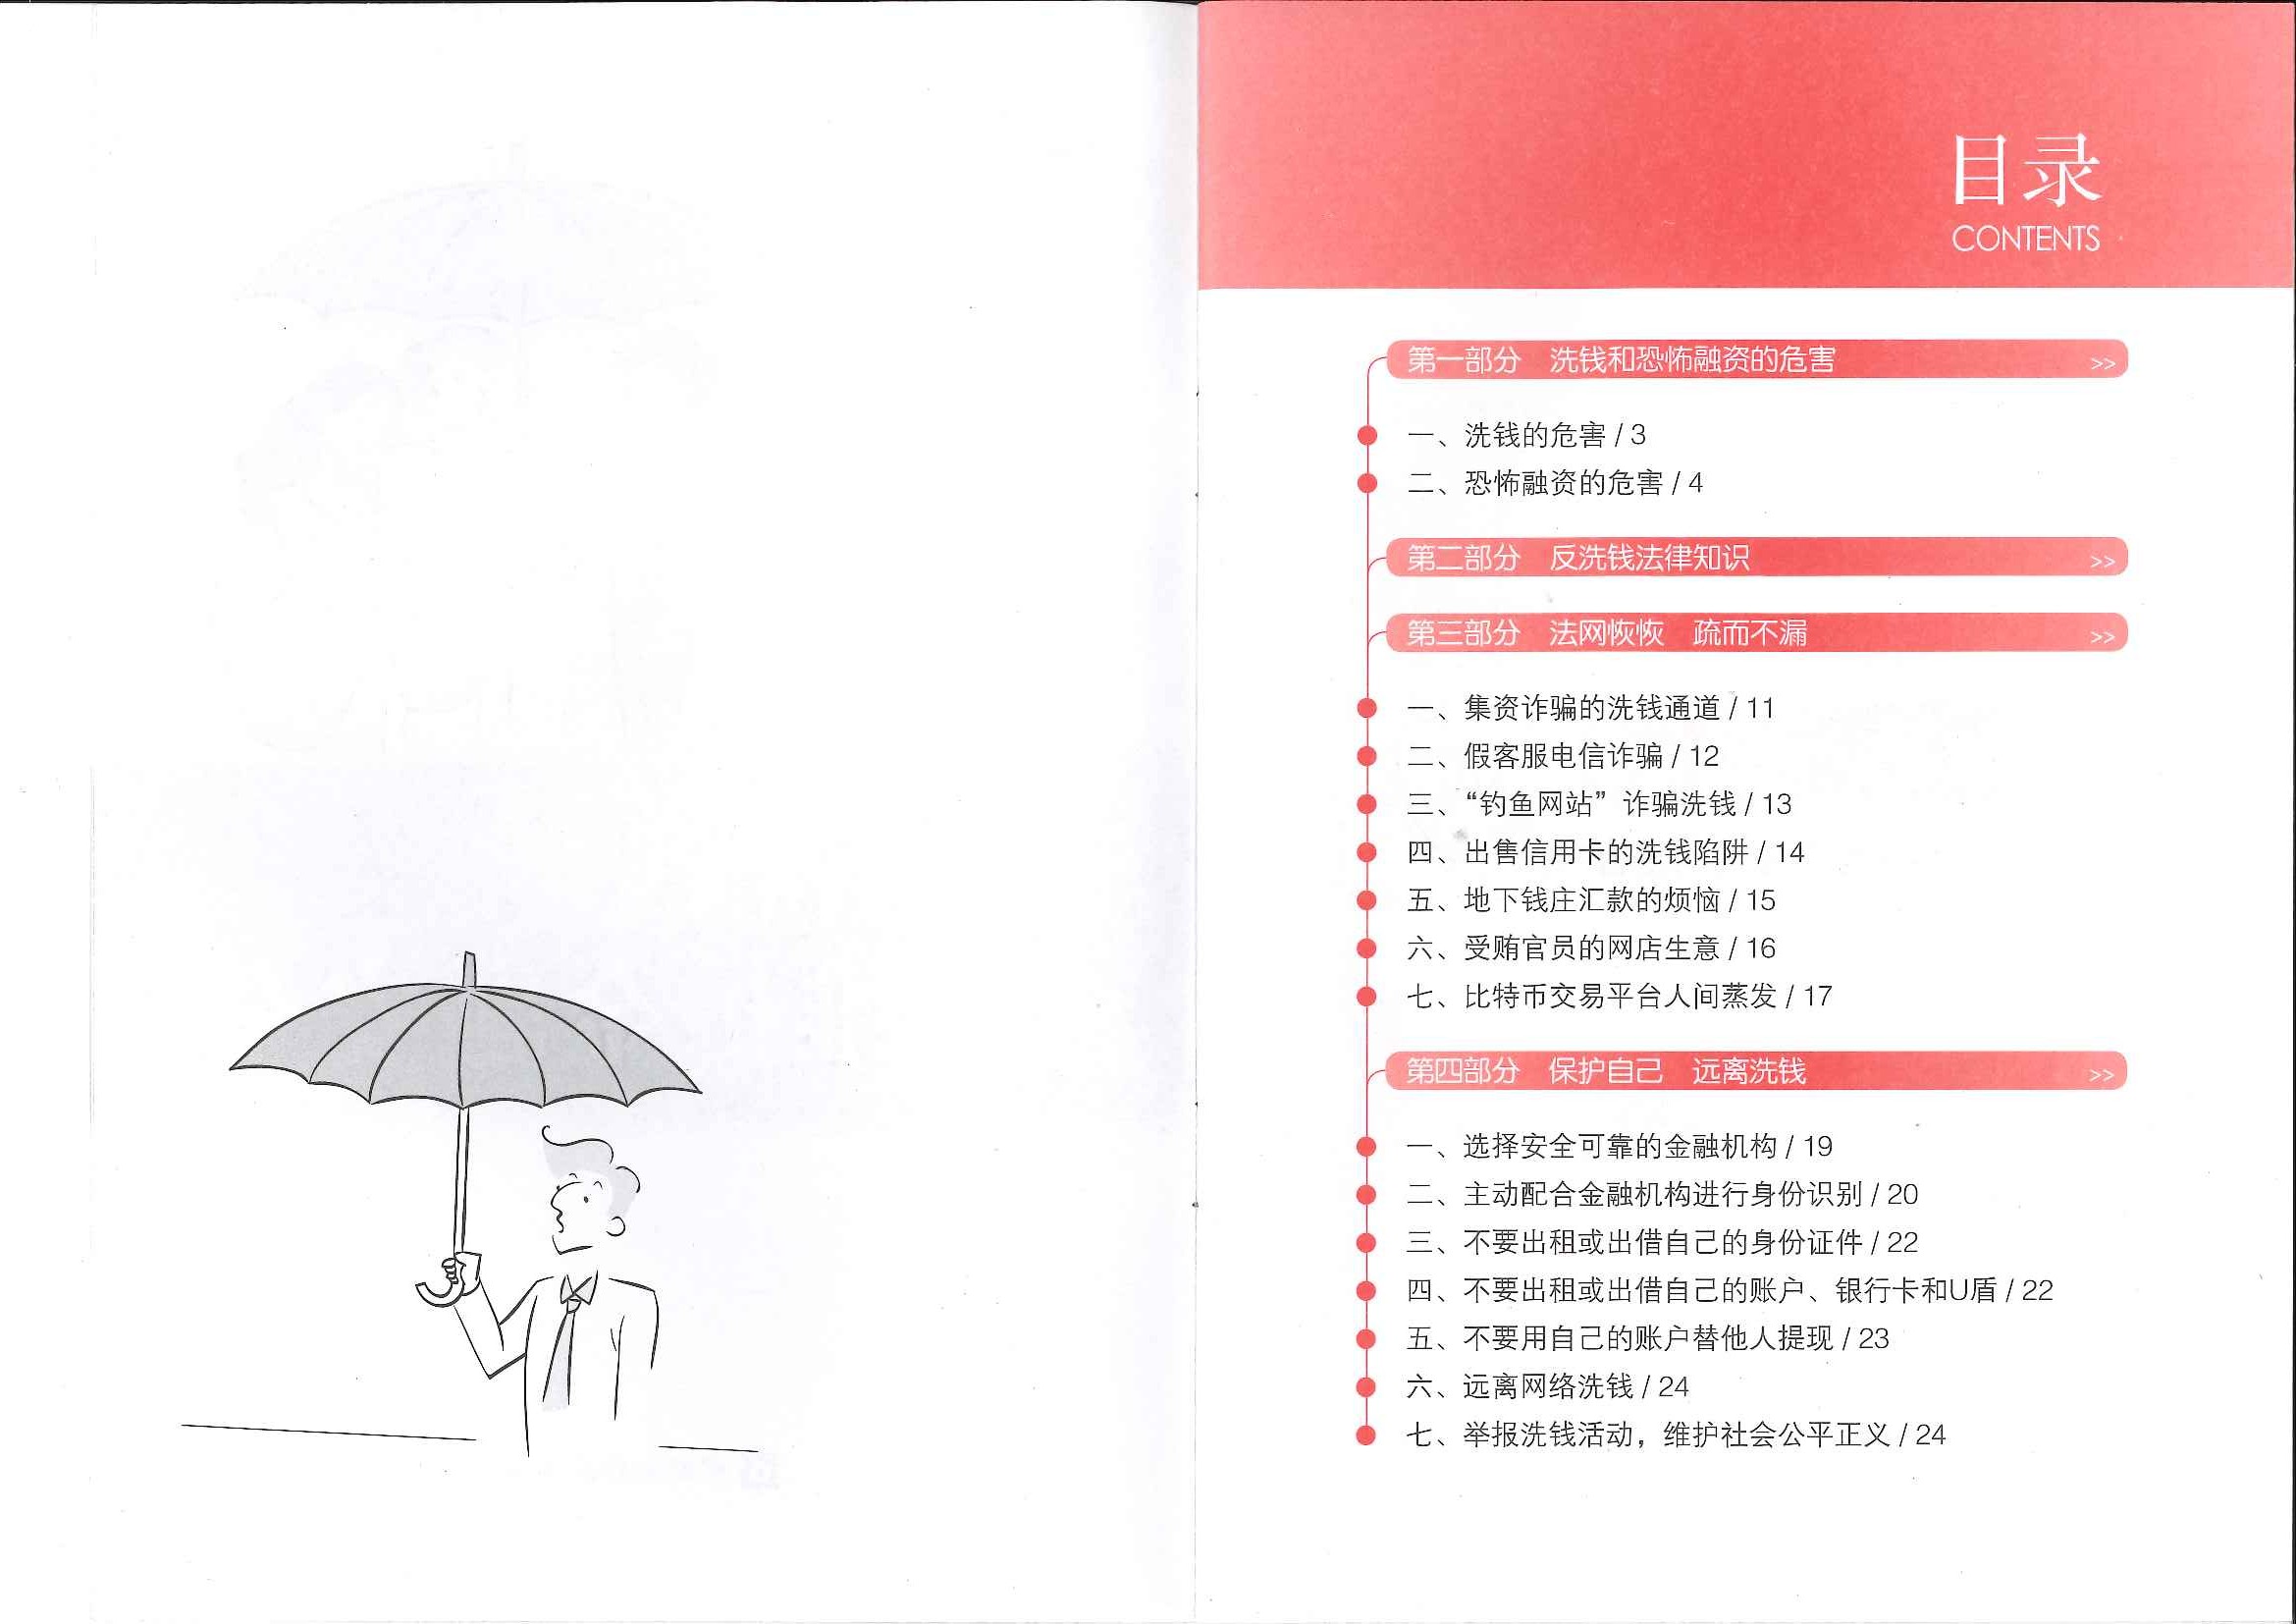 目录
CONTENTS
第一部分 洗钱和恐怖融资的危害 >>
一、洗钱的危害 / 3
二、恐怖融资的危害 / 4
第二部分 反洗钱法律知识 >>
第三部分 法网恢恢 疏而不漏 >>
一、集资诈骗的洗钱通道 / 11
二、假客服电信诈骗 / 12
三、“钓鱼网站”诈骗洗钱 / 13
四、出售信用卡的洗钱陷阱 / 14
五、地下钱庄汇款的烦恼 / 15
六、受贿官员的网店生意 / 16
七、比特币交易平台人间蒸发 / 17
第四部分 保护自己 远离洗钱 >>
一、选择安全可靠的金融机构 / 19
二、主动配合金融机构进行身份识别 / 20
三、不要出租或出借自己的身份证件 / 22
四、不要出租或出借自己的账户、银行卡和U盾 / 22
五、不要用自己的账户替他人提现 / 23
六、远离网络洗钱 / 24
七、举报洗钱活动，维护社会公平正义 / 24